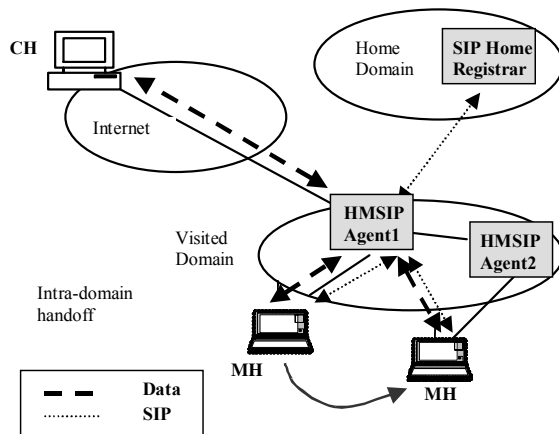 CH
Home
Domain
SIP Home
Registrar
Internet
HMSIP
Agent1
Visited
Domain
HMSIP
Agent2
Intra-domain
handoff
MH
MH
Data
SIP